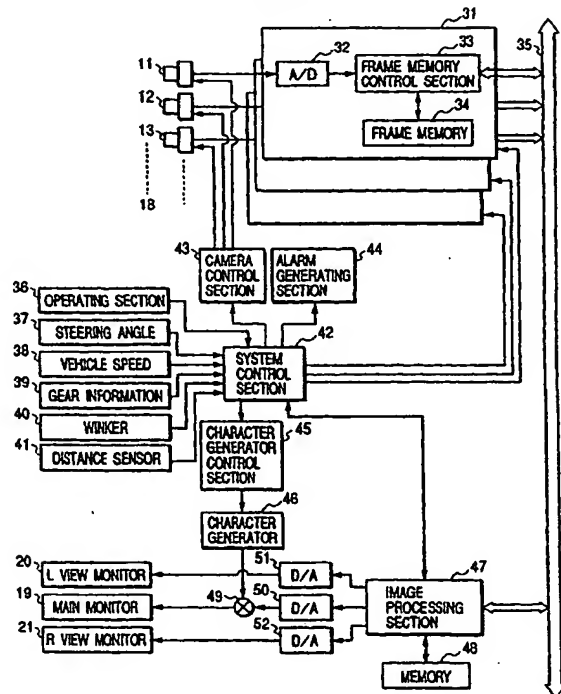 31
11
32
33
35
A/D
FRAME MEMORY
CONTROL
SECTION
12
34
13
FRAME MEMORY
18
43
44
CAMERA
CONTROL
SECTION
ALARM
GENERATING
SECTION
36
OPERATING SECTION
37
42
STEERING ANGLE
38
SYSTEM
CONTROL
SECTION
VEHICLE SPEED
39
GEAR INFORMATION
40
45
WINKER
41
CHARACTER
GENERATOR
CONTROL
SECTION
DISTANCE SENSOR
46
CHARACTER
GENERATOR
20
51
47
L VIEW MONITOR
D/A
19
49
50
IMAGE
PROCESSING
SECTION
MAIN MONITOR
D/A
21
52
R VIEW MONITOR
D/A
48
MEMORY